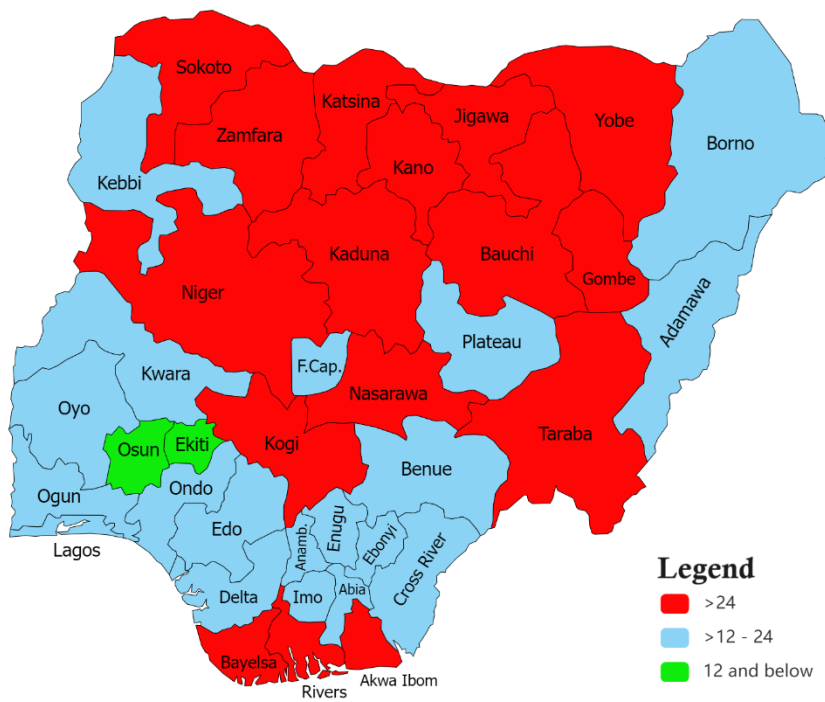 Sokoto
Katsina
Jigawa
Yobe
Zamfara
Borno
Kano
Kebbi
Kaduna
Bauchi
Gombe
Niger
Adamawa
Plateau
F.Cap.
Kwara
Nasarawa
Oyo
Taraba
Osun
Ekiti
Kogi
Benue
Ogun
Ondo
Edo
Anamb.
Enugu
Ebonyi
Cross River
Lagos
Delta
Imo
Abia
Bayelsa
Rivers
Akwa Ibom
Legend
>24
>12 - 24
12 and below